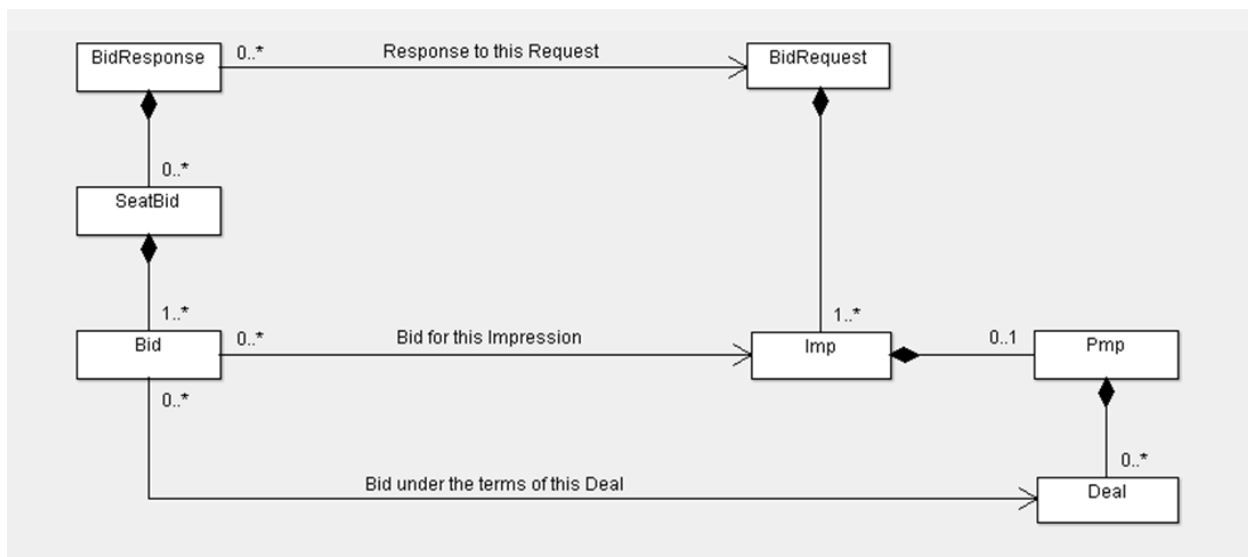 BidResponse
0..*
Response to this Request
BidRequest
0..*
SeatBid
1..*
1..*
Bid
0..*
Bid for this Impression
Imp
0..1
Pmp
0..*
0..*
Bid under the terms of this Deal
Deal